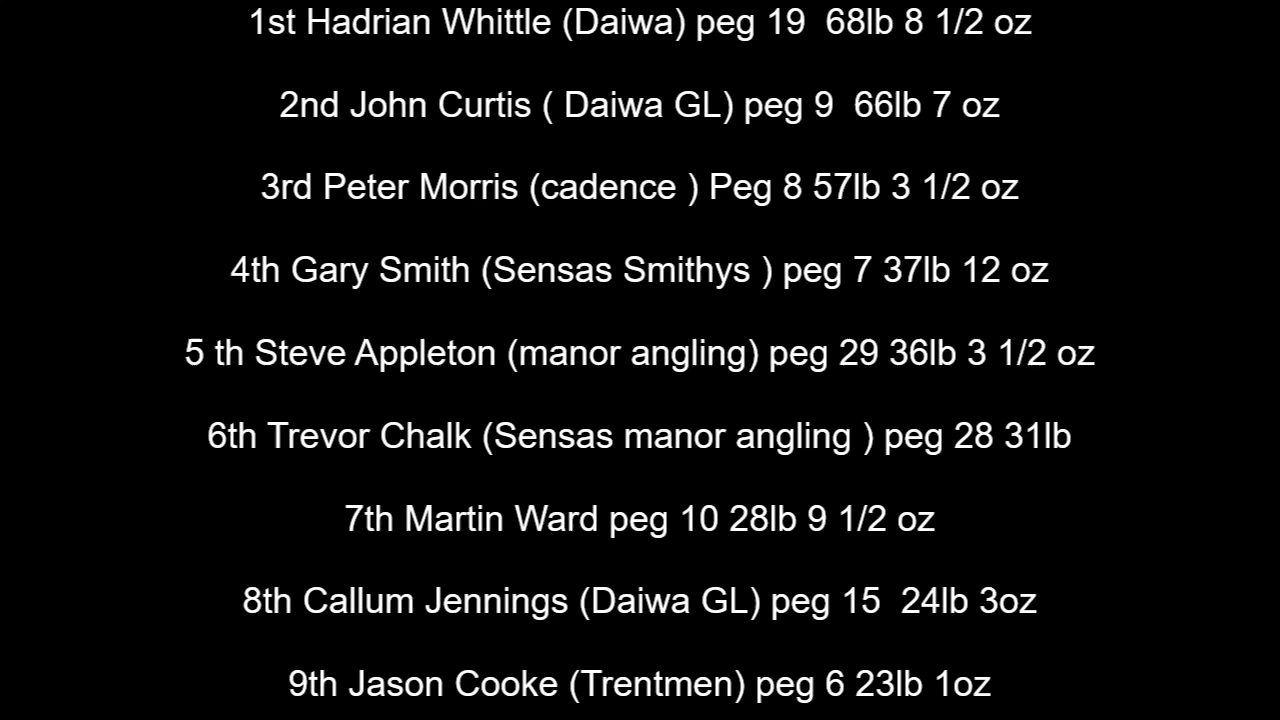 1st Hadrian Whittle (Daiwa) peg 19  68lb 8 1/2 oz
2nd John Curtis ( Daiwa GL) peg 9  66lb 7 oz
3rd Peter Morris (cadence ) Peg 8 57lb 3 1/2 oz
4th Gary Smith (Sensas Smithys ) peg 7 37lb 12 oz
5 th Steve Appleton (manor angling) peg 29 36lb 3 1/2 oz
6th Trevor Chalk (Sensas manor angling ) peg 28 31lb
7th Martin Ward peg 10 28lb 9 1/2 oz
8th Callum Jennings (Daiwa GL) peg 15  24lb 3oz
9th Jason Cooke (Trentmen) peg 6 23lb 1oz